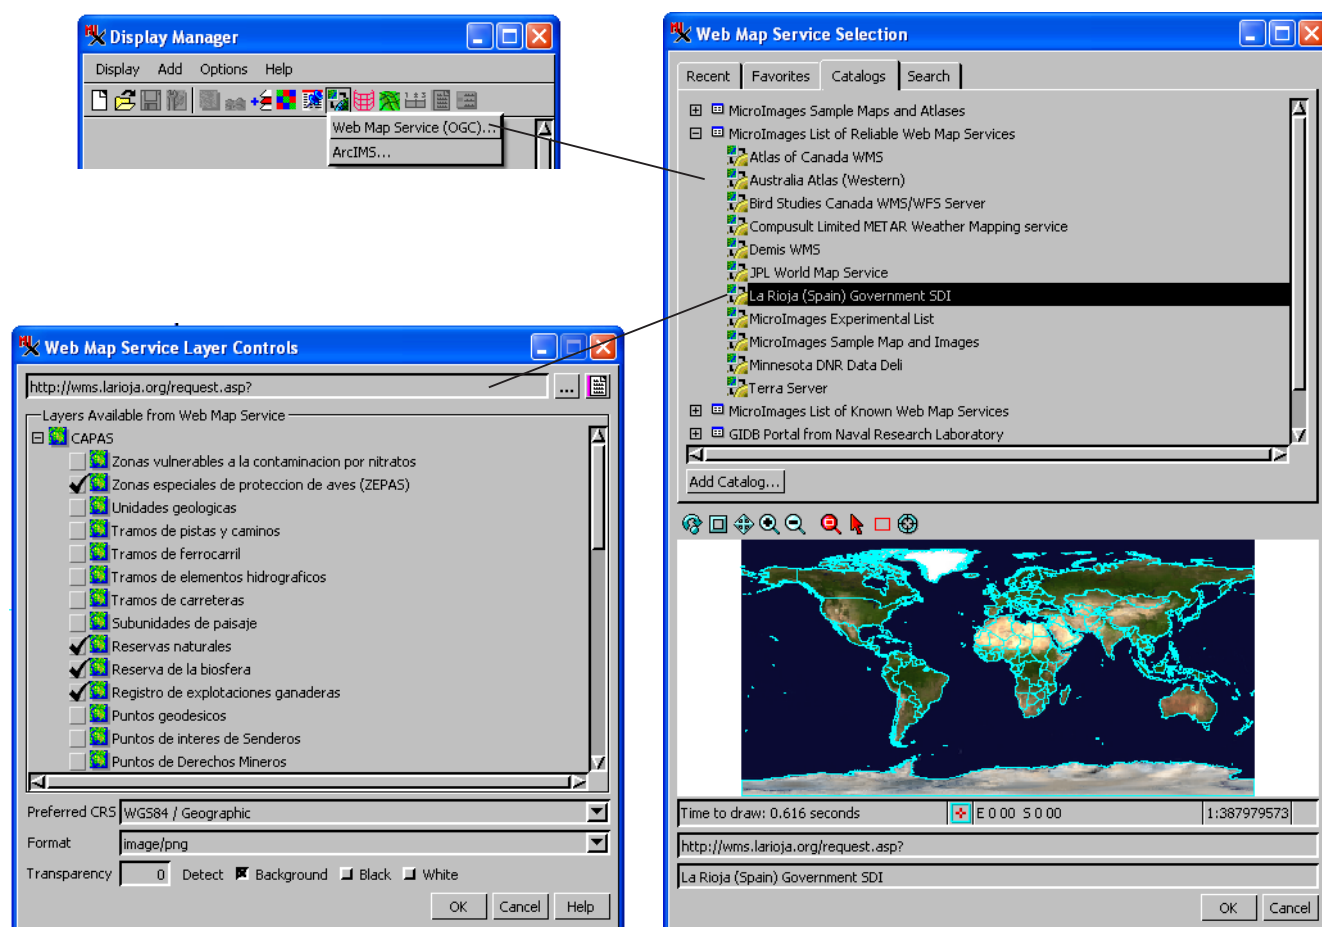 Display Manager
Display Add Options Help
Web Map Service (OGC)...
ArcIMS...
Web Map Service Selection
Recent Favorites Catalogs Search
MicroImages Sample Maps and Atlases
MicroImages List of Reliable Web Map Services
Atlas of Canada WMS
Australia Atlas (Western)
Bird Studies Canada WMS/WFS Server
Compusult Limited METAR Weather Mapping service
Demis WMS
JPL World Map Service
La Rioja (Spain) Government SDI
MicroImages Experimental List
MicroImages Sample Map and Images
Minnesota DNR Data Deli
Terra Server
MicroImages List of Known Web Map Services
GIDB Portal from Naval Research Laboratory
Add Catalog...
Time to draw: 0.616 seconds E 0 00 S 0 00 1:387979573
http://wms.larioja.org/request.asp?
La Rioja (Spain) Government SDI
OK Cancel
Web Map Service Layer Controls
http://wms.larioja.org/request.asp? ...
Layers Available from Web Map Service
CAPAS
Zonas vulnerables a la contaminacion por nitratos
Zonas especiales de proteccion de aves (ZEPAS)
Unidades geologicas
Tramos de pistas y caminos
Tramos de ferrocarril
Tramos de elementos hidrograficos
Tramos de carreteras
Subunidades de paisaje
Reservas naturales
Reserva de la biosfera
Registro de explotaciones ganaderas
Puntos geodesicos
Puntos de interes de Senderos
Puntos de Derechos Mineros
Preferred CRS WGS84 / Geographic
Format image/png
Transparency 0 Detect Background Black White
OK Cancel Help